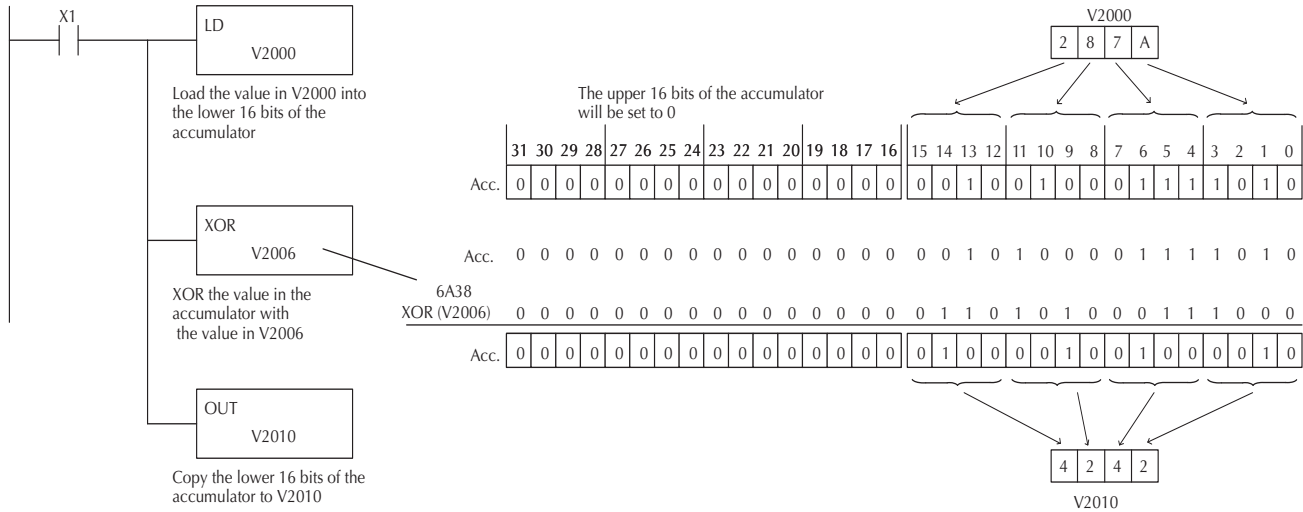 X1
LD
V2000
Load the value in V2000 into
the lower 16 bits of the
accumulator
V2000
2 8 7 A
The upper 16 bits of the accumulator
will be set to 0
31 30 29 28 27 26 25 24 23 22 21 20 19 18 17 16 15 14 13 12 11 10 9 8 7 6 5 4 3 2 1 0
Acc. 0 0 0 0 0 0 0 0 0 0 0 0 0 0 0 0 0 0 1 0 0 1 0 0 0 1 1 1 1 0 1 0
XOR
V2006
XOR the value in the
accumulator with
the value in V2006
Acc. 0 0 0 0 0 0 0 0 0 0 0 0 0 0 0 0 0 0 1 0 1 0 0 0 0 1 1 1 1 0 1 0
6A38
XOR (V2006) 0 0 0 0 0 0 0 0 0 0 0 0 0 0 0 0 0 1 1 0 1 0 1 0 0 0 1 1 1 0 0 0
Acc. 0 0 0 0 0 0 0 0 0 0 0 0 0 0 0 0 0 1 0 0 0 0 1 0 0 1 0 0 0 0 1 0
OUT
V2010
Copy the lower 16 bits of the
accumulator to V2010
4 2 4 2
V2010